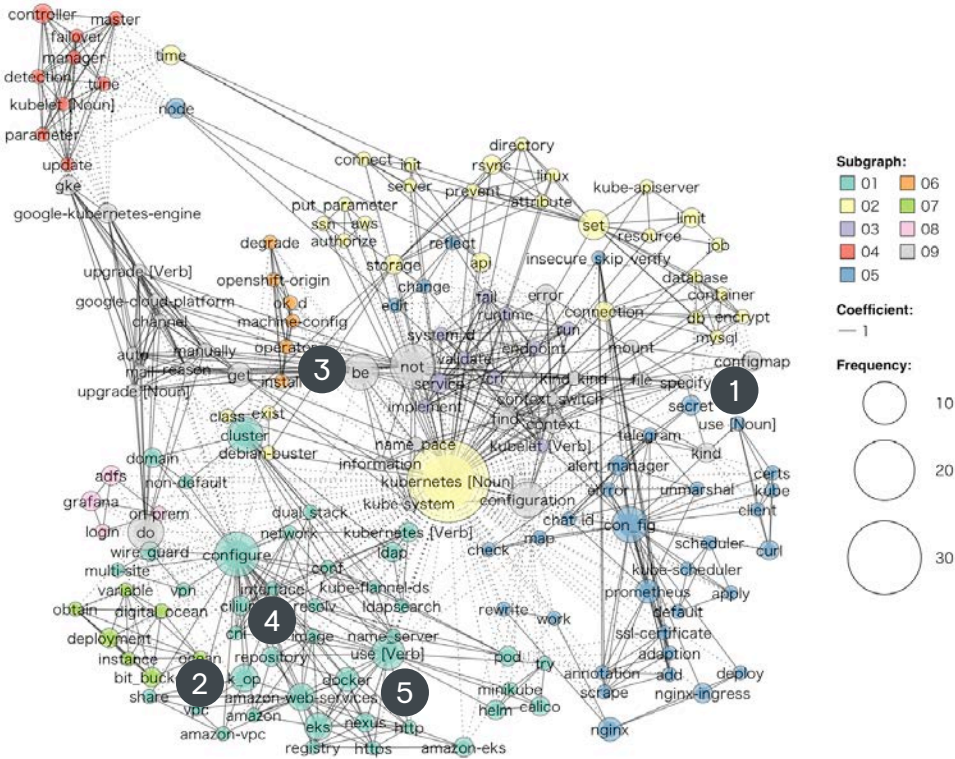 controller
master
failover
manager
time
detection
tune
kubelet [Noun]
node
parameter
update
gke
google-kubernetes-engine
directory
connect
init
rsync
linux
server
prevent
kube-apiserver
attribute
put_parameter
ssn
aws
authorize
set
limit
resource
job
degrade
reflect
insecure_skip_verify
storage
api
upgrade [Verb]
openshift-origin
change
database
google-cloud-platform
edit
fail
error
container
channel
machine-config
runtime
connection
db
encrypt
system.d
run
mysql
auto
manually
operator
validate
endpoint
mount
configmap
mail
reason
get
install
3
be
not
service
cri
kind_kind
file
specify
upgrade [Noun]
implement
context_switch
1
secret
class
exist
find
context
use [Noun]
cluster
name_pace
kubelet [Verb]
telegram
debian-buster
kind
domain
information
alert_manager
adfs
non-default
kubernetes [Noun]
error
unmarshal
certs
kube
grafana
kube-system
configuration
client
on-prem
dual_stack
chat_id
con_fig
login
do
network
kubernetes [Verb]
map
wire_guard
configure
ldap
check
scheduler
curl
multi-site
conf
kube-scheduler
variable
vpn
interface
kube-flannel-ds
prometheus
apply
obtain
digital_ocean
cilium
resolv
ldapsearch
rewrite
work
default
4
deployment
cni
image
name_server
ssl-certificate
instance
ocean
repository
use [Verb]
pod
try
adaption
bit_buck
2
k_op
docker
5
annotation
add
deploy
share
vpc
amazon-web-services
minikube
scrape
nginx-ingress
amazon
helm
calico
amazon-vpc
eks
nexus
http
nginx
registry
https
amazon-eks
Subgraph:
01
06
02
07
03
08
04
09
05
Coefficient:
1
Frequency:
10
20
30